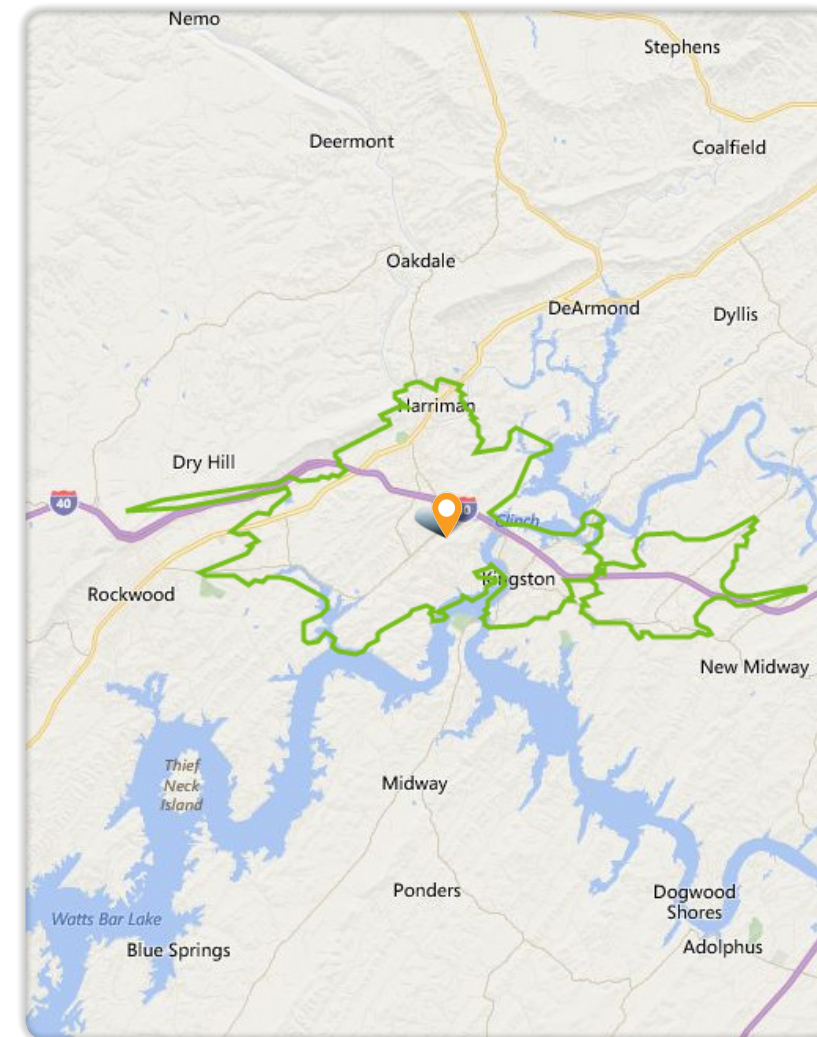 Nemo
Stephens
Deermont
Coalfield
Oakdale
DeArmond
Dyllis
Harriman
Dry Hill
40
Clinch
Kingston
Rockwood
New Midway
Thief
Neck
Island
Midway
Ponders
Dogwood
Shores
Watts Bar Lake
Blue Springs
Adolphus